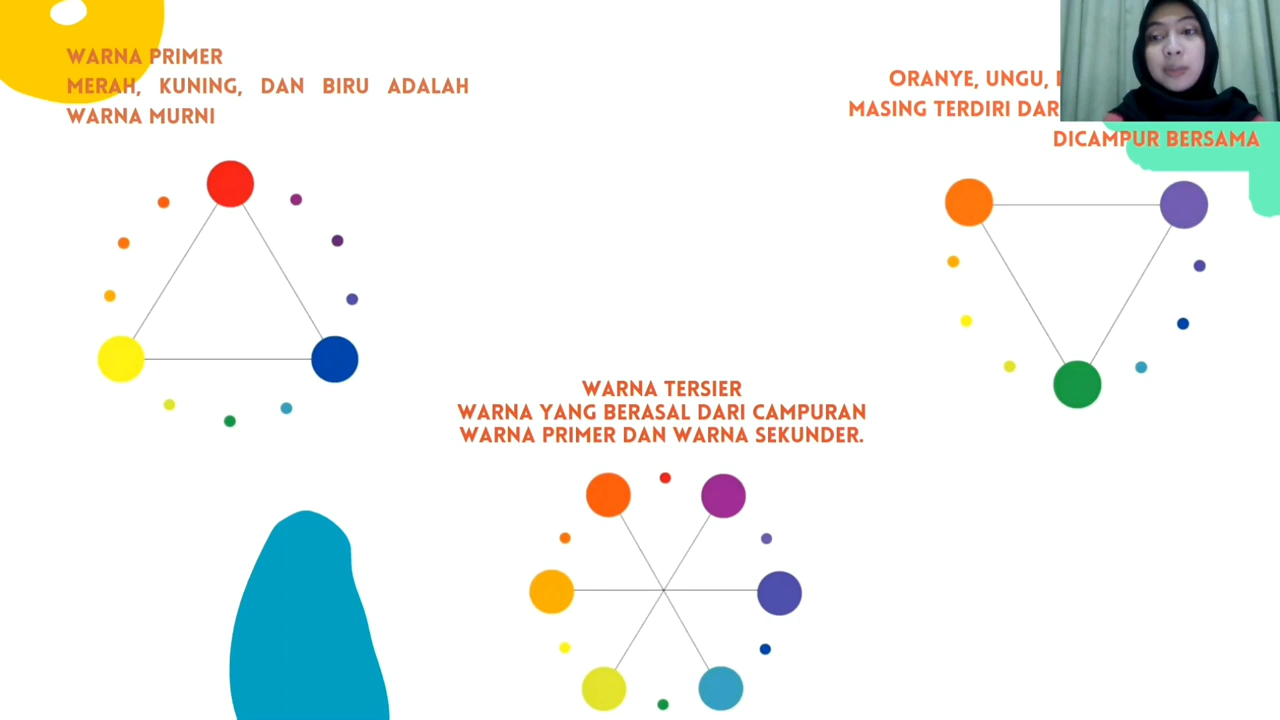 WARNA PRIMER
MERAH, KUNING, DAN BIRU ADALAH
WARNA MURNI
ORANYE, UNGU,
MASING TERDIRI DAR
DICAMPUR BERSAMA
WARNA TERSIER
WARNA YANG BERASAL DARI CAMPURAN
WARNA PRIMER DAN WARNA SEKUNDER.